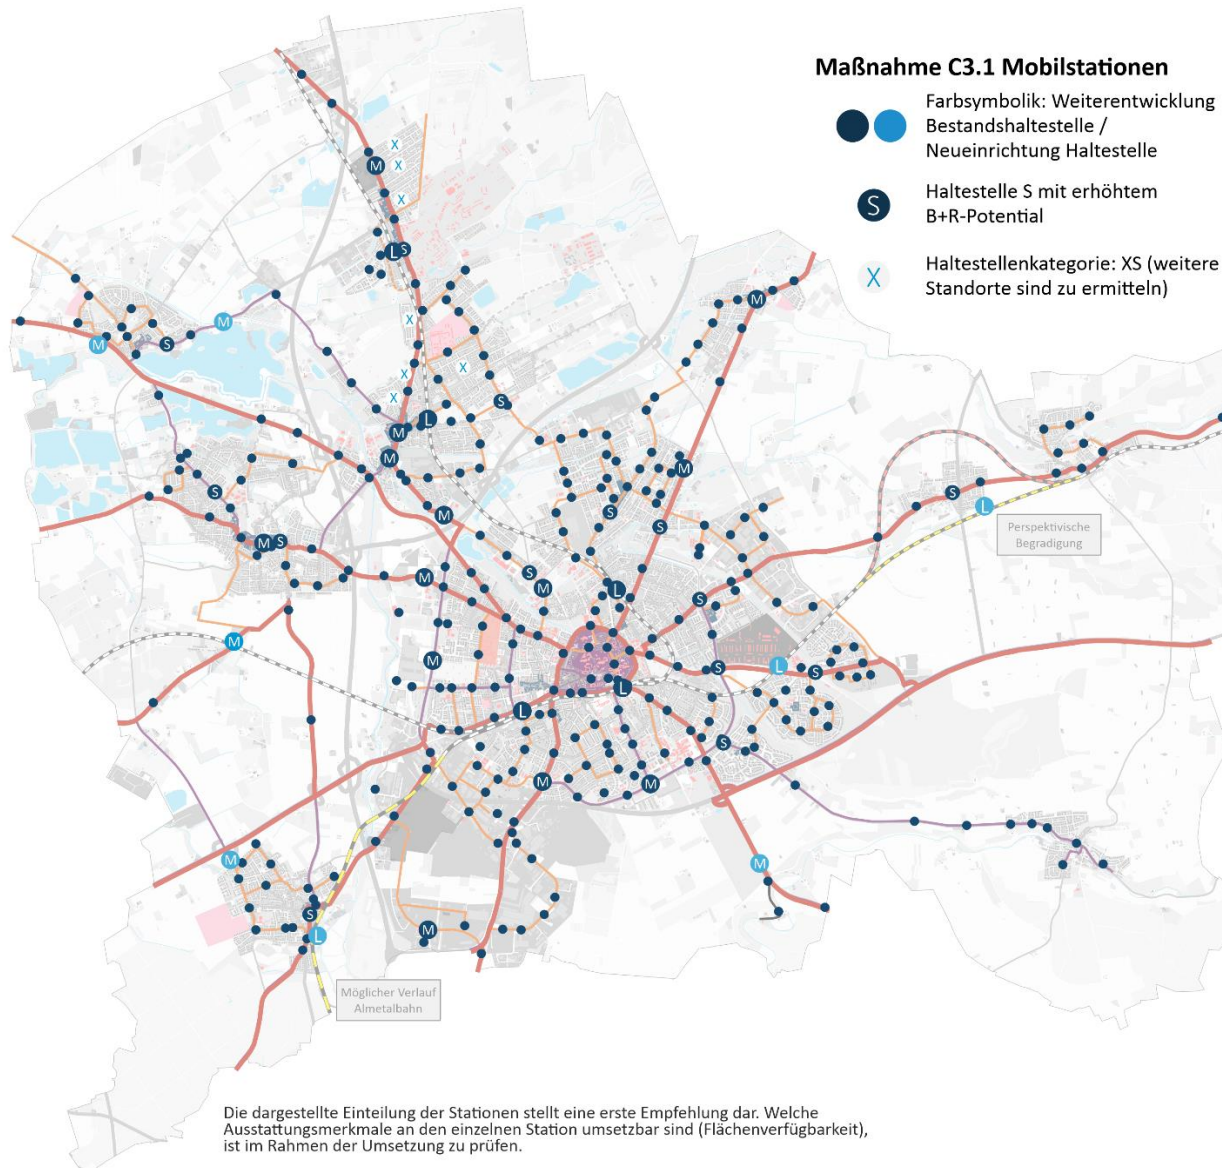 Maßnahme C3.1 Mobilstationen
Farbsymbolik: Weiterentwicklung
Bestandshaltestelle /
Neueinrichtung Haltestelle
S
Haltestelle S mit erhöhtem
B+R-Potential
X
Haltestellenkategorie: XS (weitere
Standorte sind zu ermitteln)
X
X
M
X
L S
M
M
X
M
S
X
X
S
L
M
M
M
S
S
S
L
M
S
S
Perspektivische
Begradigung
M S
S
M
M
L
S
M
M
S
L
S
L
L
S
M
M
M
M
S
L
M
Möglicher Verlauf
Almetalbahn
Die dargestellte Einteilung der Stationen stellt eine erste Empfehlung dar. Welche
Ausstattungsmerkmale an den einzelnen Station umsetzbar sind (Flächenverfügbarkeit),
ist im Rahmen der Umsetzung zu prüfen.